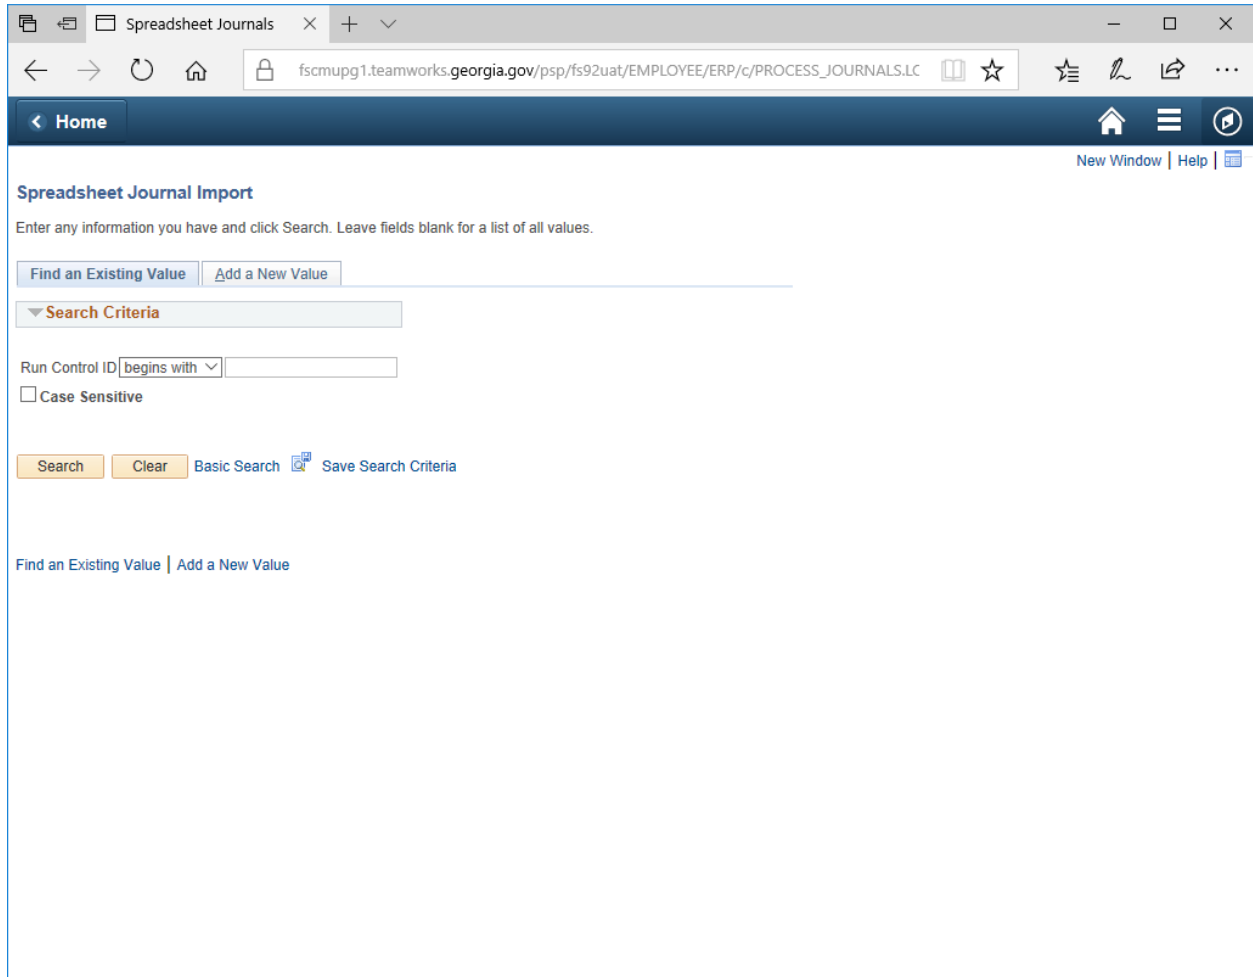 Spreadsheet Journals
fscmupg1.teamworks.georgia.gov/psp/fs92uat/EMPLOYEE/ERP/c/PROCESS_JOURNALS.LC
Home
New Window | Help |
Spreadsheet Journal Import
Enter any information you have and click Search. Leave fields blank for a list of all values.
Find an Existing Value Add a New Value
Search Criteria
Run Control ID begins with
Case Sensitive
Search Clear Basic Search Save Search Criteria
Find an Existing Value | Add a New Value